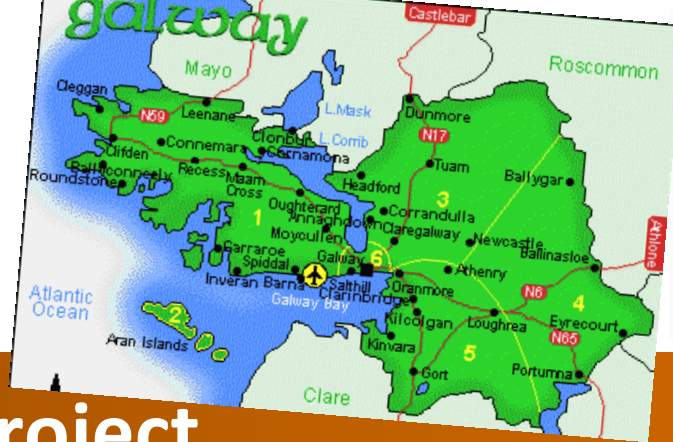 galway
Castlebar
Mayo
Roscommon
Cleggan
L.Mask
N59
Leenane
Dunmore
Clonbur
L.Corrib
N17
Clifden
Connemara
Cornamona
Tuam
Ballyconneely
Recess
Maam
Cross
Headford
Ballygar
Roundstone
Oughterard
3
Corrandulla
1
Annaghdown
Claregalway
Moycullen
Newcastle
Athlone
Carraroe
Galway
6
Ballinasloe
Spiddal
Athenry
Inveran
Barna
Salthill
Oranmore
N6
4
Atlantic
Ocean
Galway Bay
Clarinbridge
2
Kilcolgan
Loughrea
Eyrecourt
Aran Islands
Kinvara
5
N65
Gort
Portumna
Clare
roject